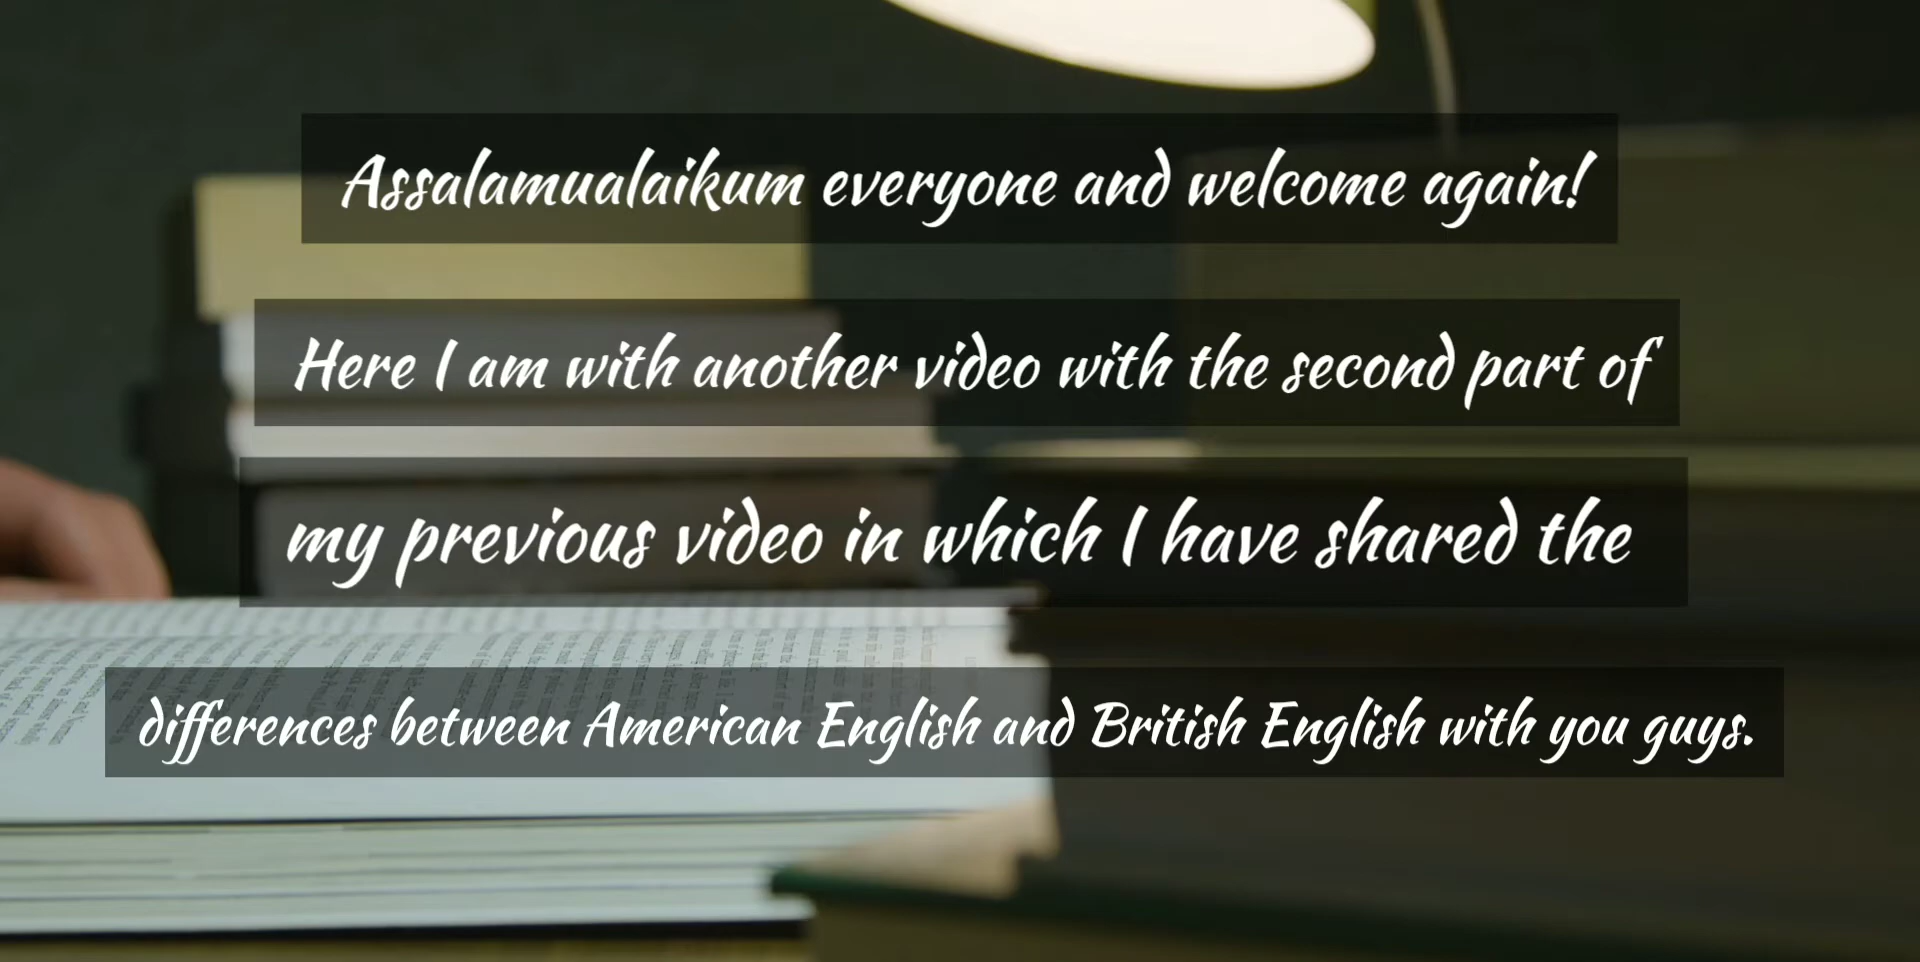 Assalamualaikum everyone and welcome again!
Here I am with another video with the second part of
my previous video in which I have shared the
differences between American English and British English with you guys.